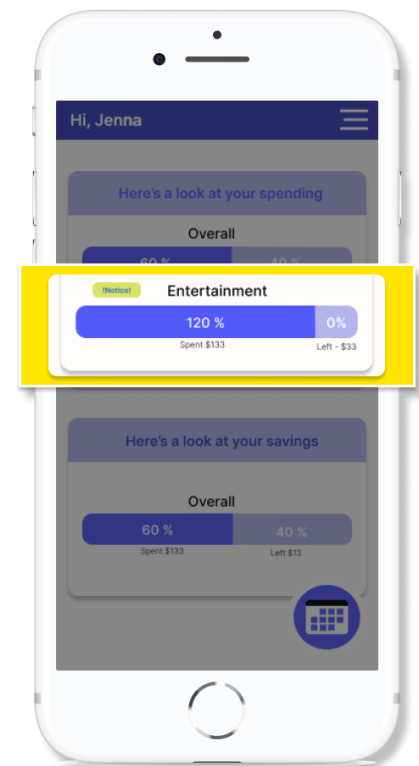 Hi, Jenna
Here's a look at your spending
Overall
60 % 40 %
!Notice! Entertainment
120 % 0%
Spent $133 Left - $33
Here's a look at your savings
Overall
60 % 40 %
Spent $133 Left $13